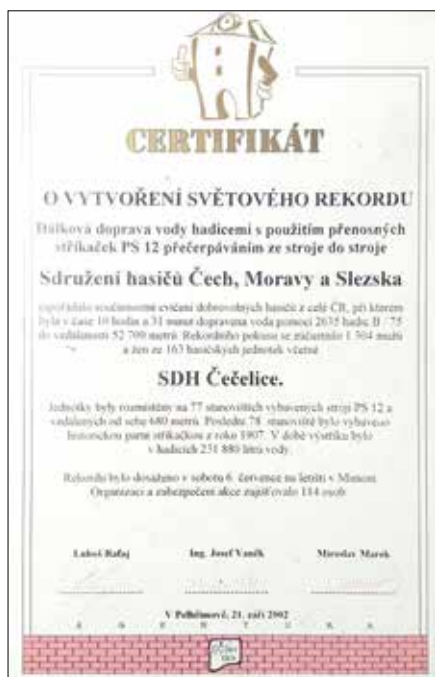 CERTIFIKÁT
O VYTVOŘENÍ SVĚTOVÉHO REKORDU
Dálková doprava vody hadicemi s použitím přenosných
stříkaček PS 12 přečerpáváním ze stroje do stroje
Sdružení hasičů Čech, Moravy a Slezska
uspořádalo součinnostní cvičení dobrovolných hasičů z celé ČR, při kterém
byla v čase 10 hodin a 31 minut dopravena voda pomocí 2635 hadic B 75
do vzdálenosti 52 700 metrů. Rekordního pokusu se zúčastnilo 1 304 mužů
a žen ze 163 hasičských jednotek včetně
SDH Čečelice.
Jednotky byly rozmístěny na 77 stanovištích vybavených stroji PS 12 a
vzdálených od sebe 680 metrů. Poslední 78. stanoviště bylo vybaveno
historickou parní stříkačkou z roku 1907. V době výstřiku bylo
v hadicích 231 880 litrů vody.
Rekordu bylo dosaženo v sobotu 6. července na letišti v Mimoni.
Organizaci a zabezpečení akce zajišťovalo 114 osob
Luboš Rafaj Ing. Josef Vaněk Miroslav Marek
V Pelhřimově, 21. září 2002
A G E N T U R A